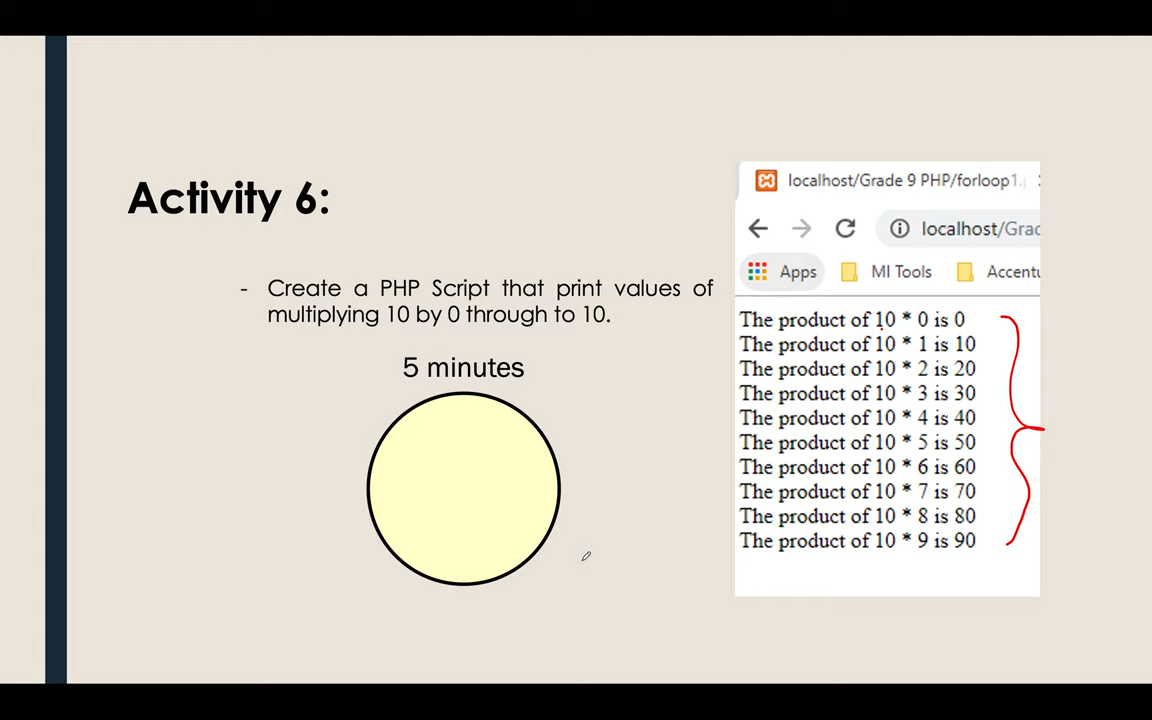 Activity 6:
- Create a PHP Script that print values of
multiplying 10 by 0 through to 10.
5 minutes
localhost/Grade 9 PHP/forloop1.
localhost/Grad
Apps MI Tools Accentu
The product of 10 * 0 is 0
The product of 10 * 1 is 10
The product of 10 * 2 is 20
The product of 10 * 3 is 30
The product of 10 * 4 is 40
The product of 10 * 5 is 50
The product of 10 * 6 is 60
The product of 10 * 7 is 70
The product of 10 * 8 is 80
The product of 10 * 9 is 90